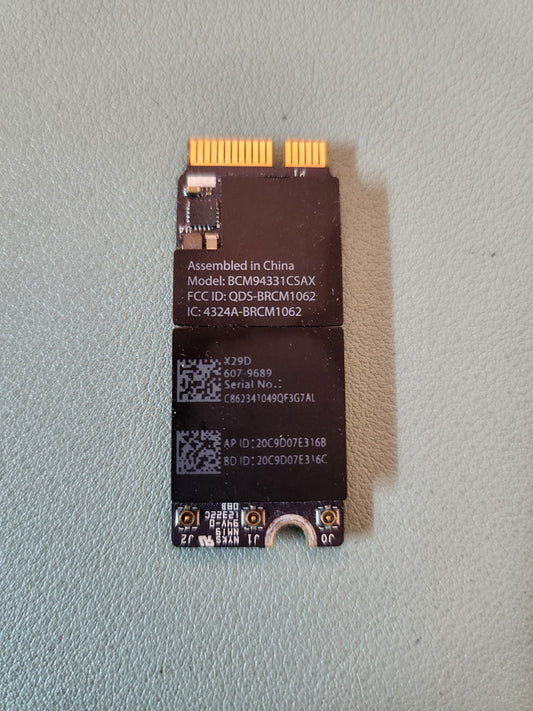 Assembled in China
Model: BCM94331CSAX
FCC ID: QDS-BRCM1062
IC: 4324A-BRCM1062
X29D
607-9689
Serial No.:
C862341049QF3G7AL
AP ID: 20C9D07E316B
BD ID: 20C9D07E316C
J2
J1
J0